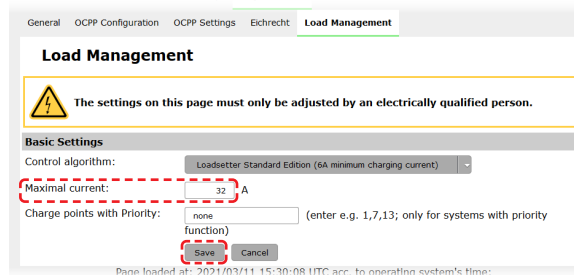 General OCPP Configuration OCPP Settings Eichrecht Load Management
Load Management
The settings on this page must only be adjusted by an electrically qualified person.
Basic Settings
Control algorithm: Loadsetter Standard Edition (6A minimum charging current)
Maximal current: 32 A
Charge points with Priority: none (enter e.g. 1,7,13; only for systems with priority
function)
Save Cancel
Page loaded at: 2021/03/11 15:30:08 UTC acc. to operating system's time: